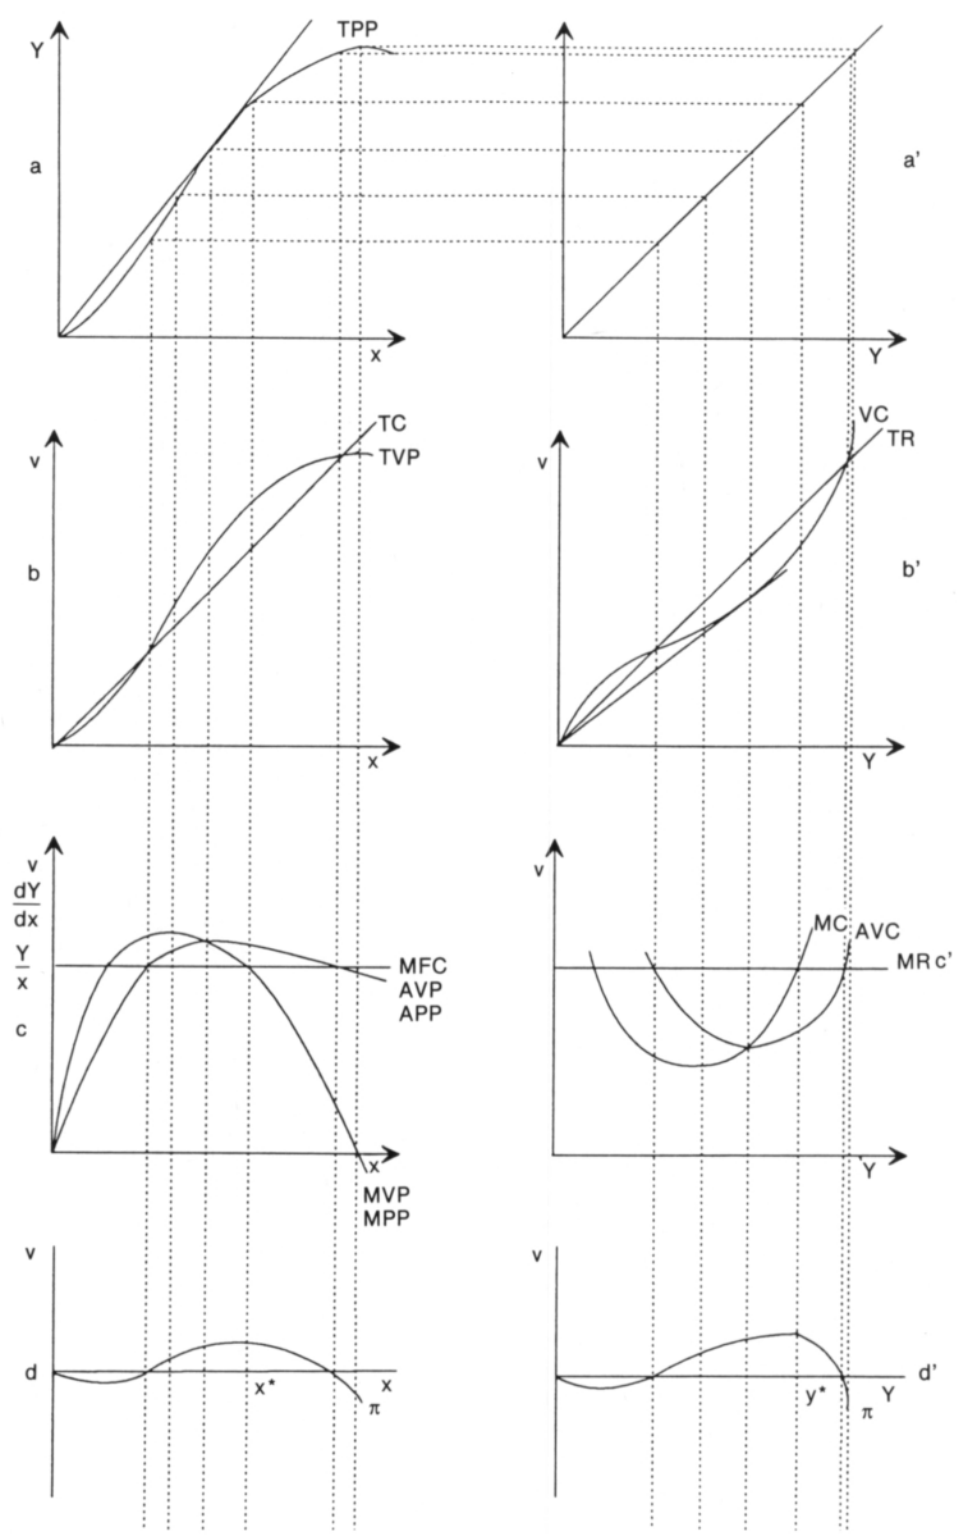 Y
TPP
a
x
a'
Y
v
TC
TVP
b
x
v
VC
TR
b'
Y
v
dY
dx
Y
x
c
MFC
AVP
APP
x
MVP
MPP
v
MC
AVC
MR c'
Y
v
d
x*
x
π
v
d'
y*
Y
π